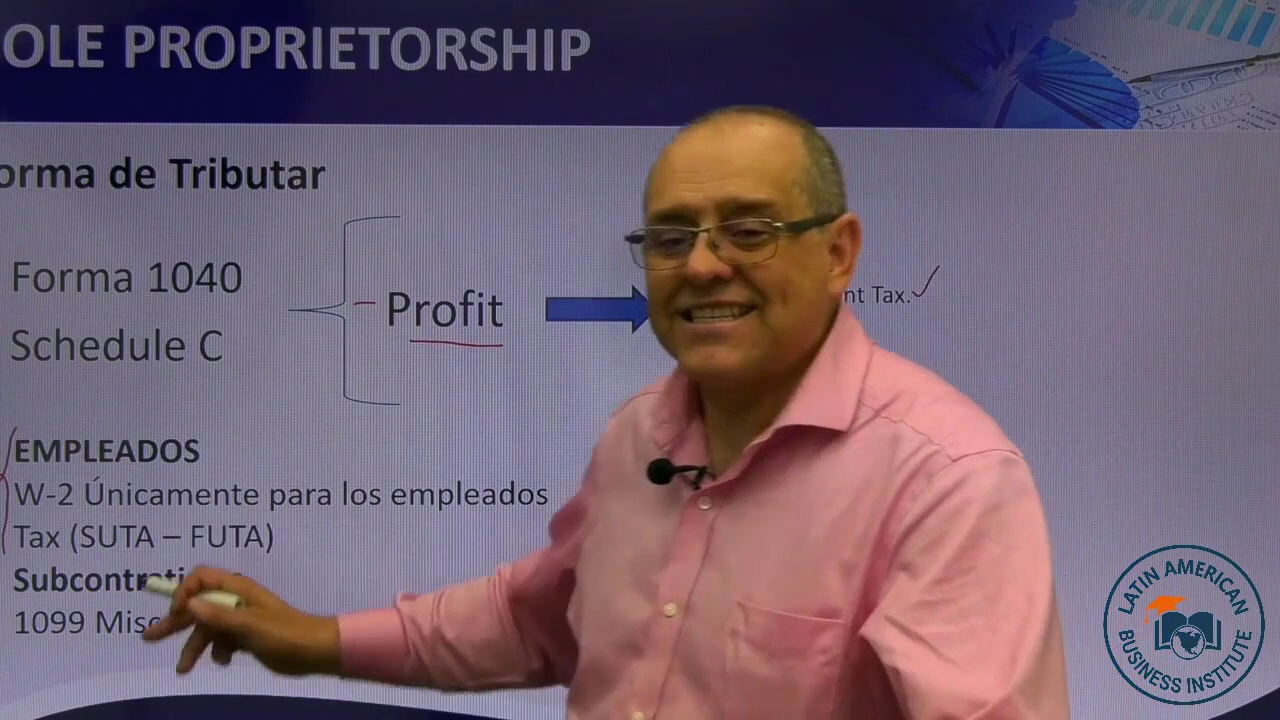 OLE PROPRIETORSHIP
orma de Tributar
Forma 1040
Schedule C
Profit
nt Tax.
EMPLEADOS
W-2 Únicamente para los empleados
Tax (SUTA – FUTA)
1099 Misc
LATIN AMERICAN
BUSINESS INSTITUTE